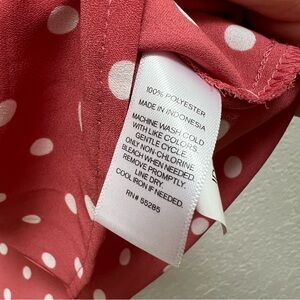 100% POLYESTER
MADE IN INDONESIA
MACHINE WASH COLD
WITH LIKE COLORS.
GENTLE CYCLE.
ONLY NON-CHLORINE
BLEACH WHEN NEEDED.
REMOVE PROMPTLY.
LINE DRY.
COOL IRON IF NEEDED.
RN# 59285